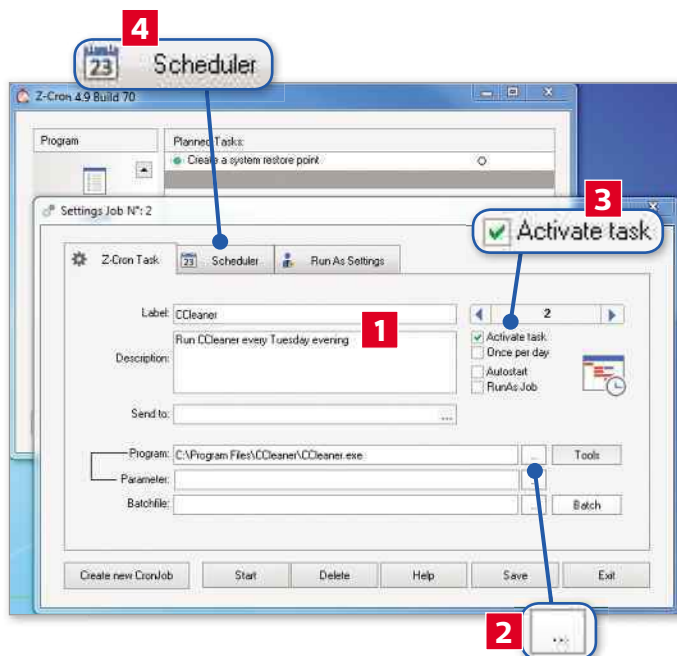 4
23 Scheduler
Z-Cron 4.9 Build 70
Program
Planned Tasks:
Create a system restore point
Settings Job N°: 2
3
Activate task
Z-Cron Task
23 Scheduler
Run As Settings
Label: CCleaner
2
1
Description: Run CCleaner every Tuesday evening
Activate task
Once per day
Autostart
RunAs Job
Send to:
...
Program: C:\Program Files\CCleaner\CCleaner.exe
...
Tools
Parameter:
...
Batchfile:
...
Batch
Create new CronJob
Start
Delete
Help
Save
Exit
2
...